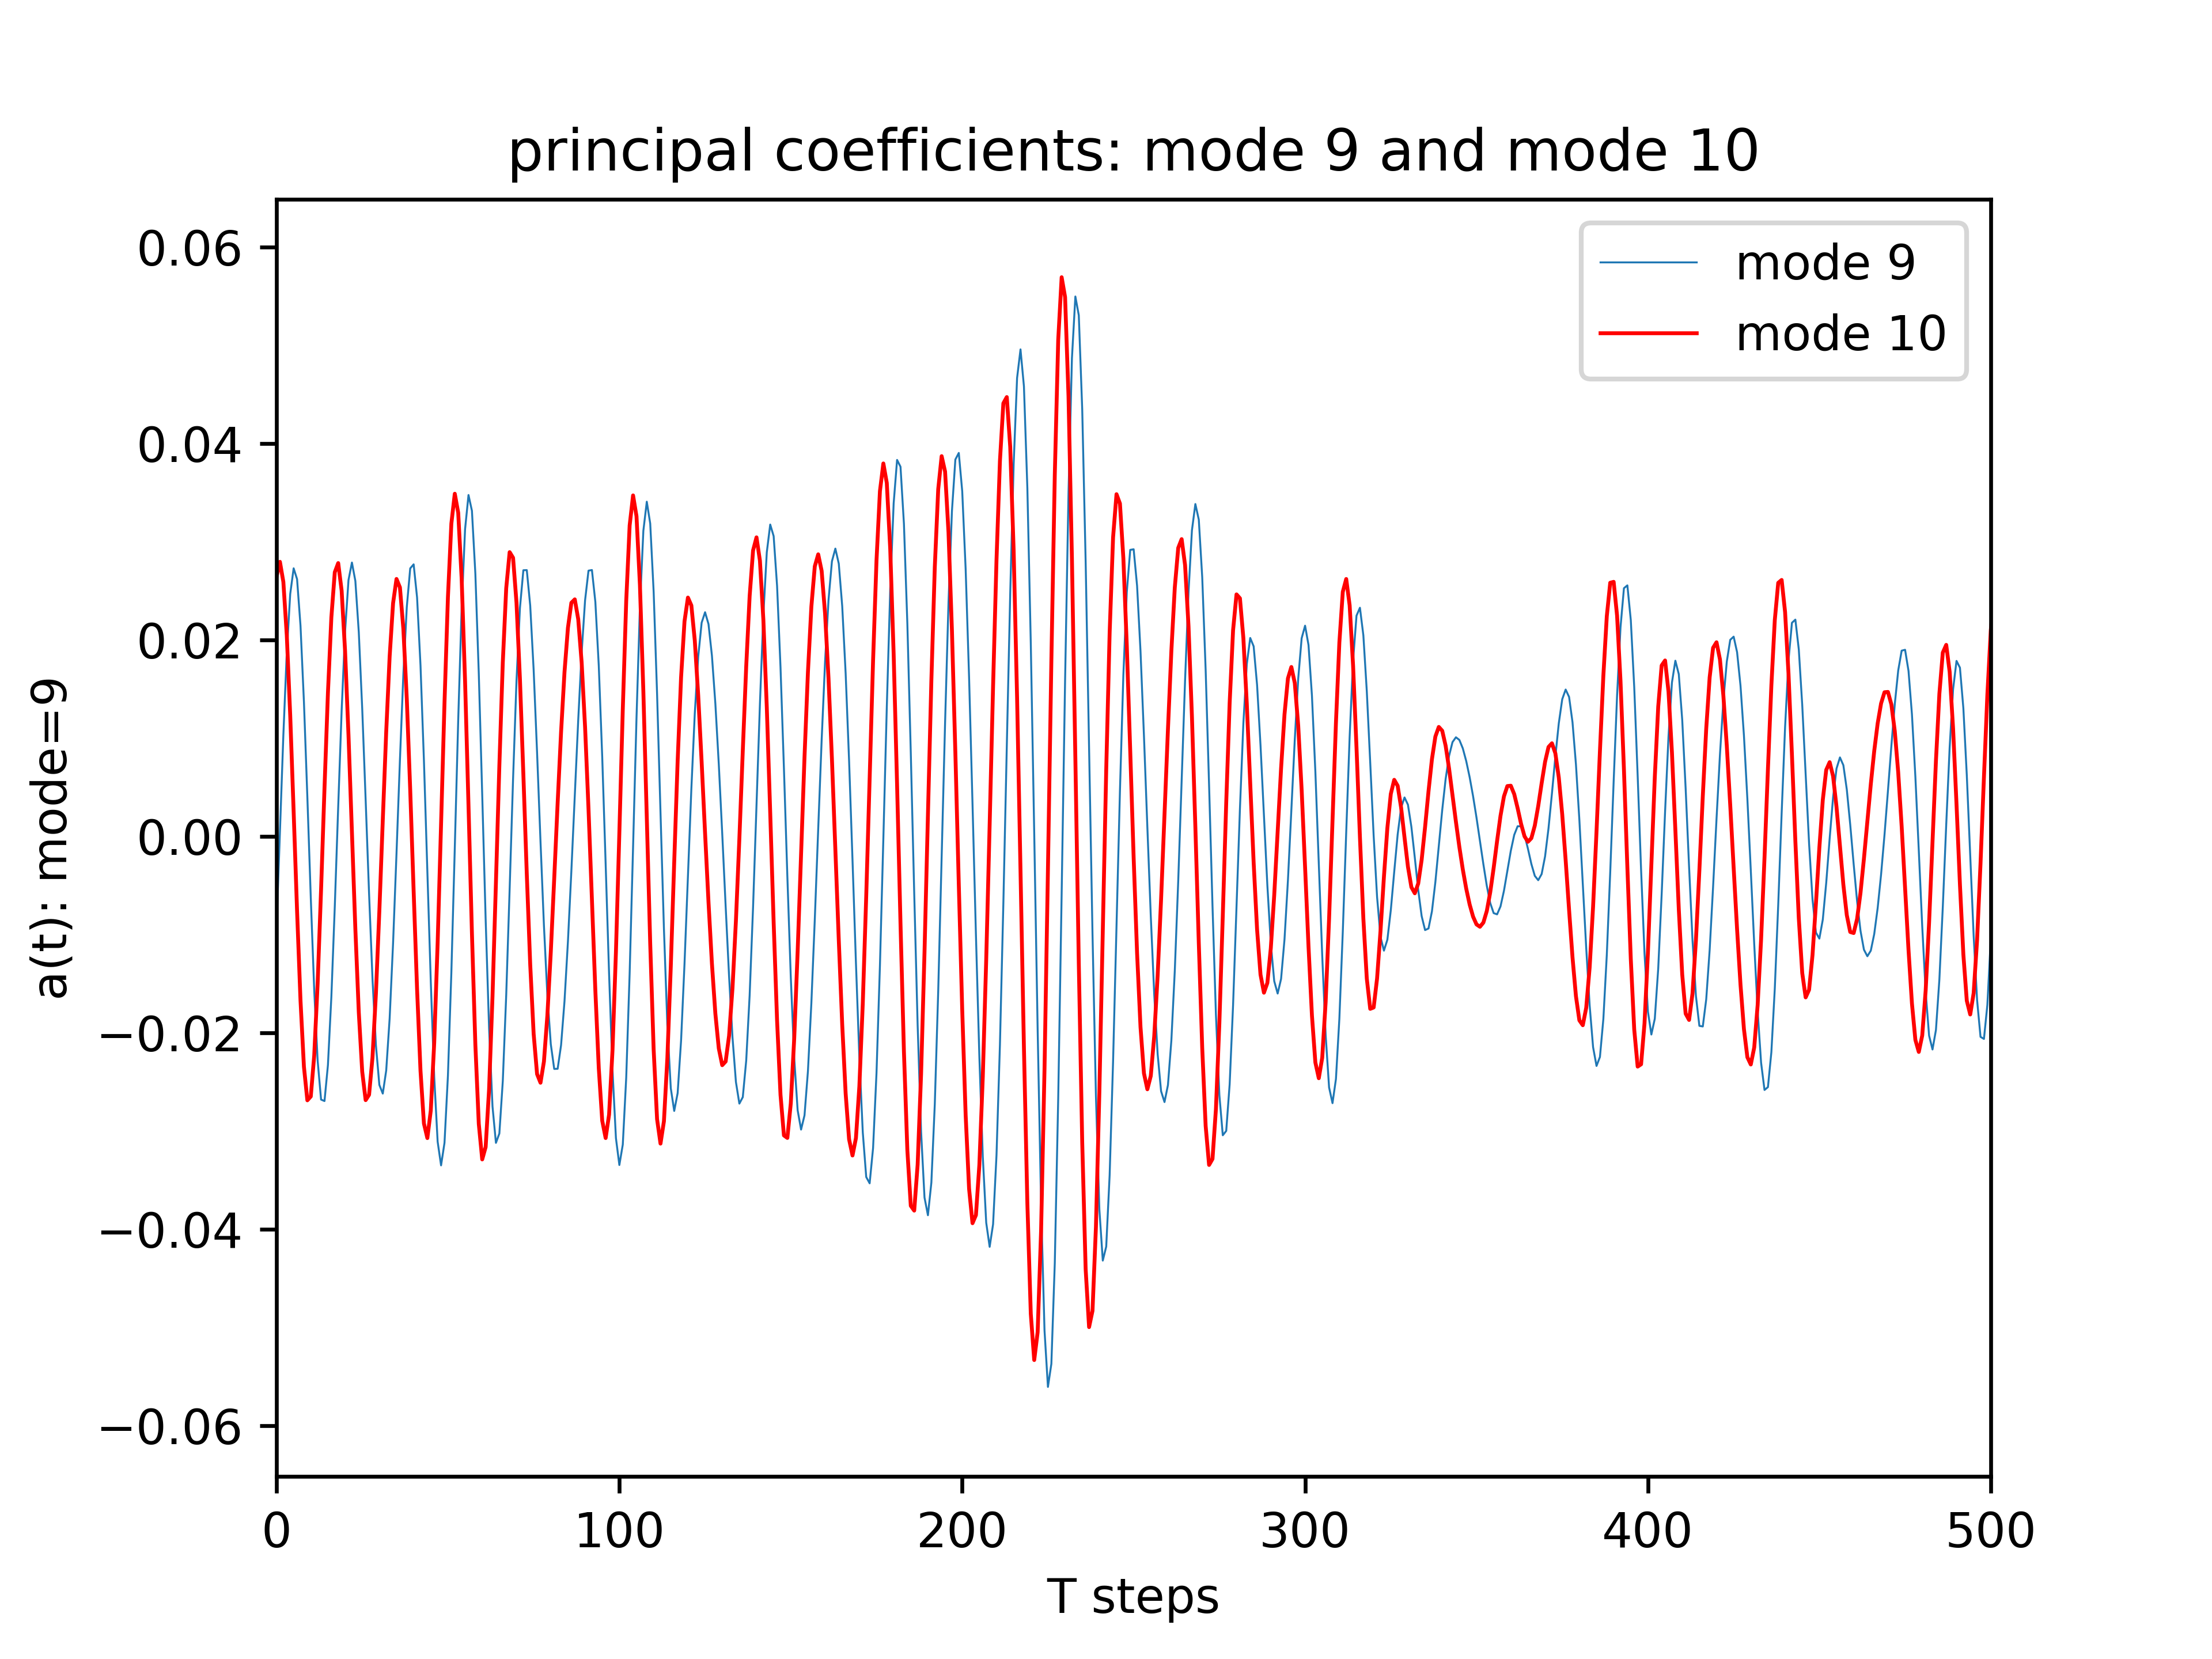 principal coefficients: mode 9 and mode 10
mode 9
mode 10
a(t): mode=9
0.06
0.04
0.02
0.00
−0.02
−0.04
−0.06
0 100 200 300 400 500
T steps